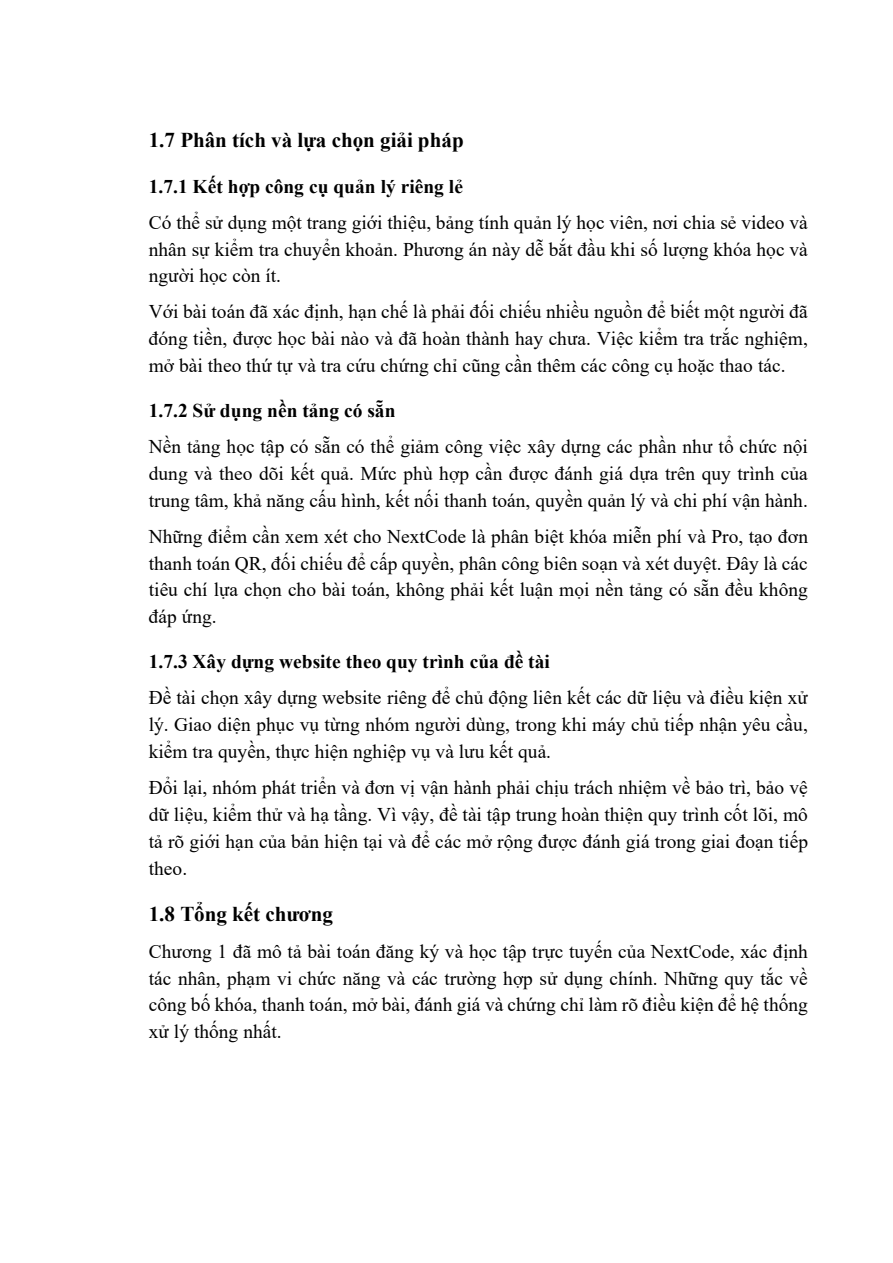 1.7 Phân tích và lựa chọn giải pháp
1.7.1 Kết hợp công cụ quản lý riêng lẻ
Có thể sử dụng một trang giới thiệu, bảng tính quản lý học viên, nơi chia sẻ video và
nhân sự kiểm tra chuyển khoản. Phương án này dễ bắt đầu khi số lượng khóa học và
người học còn ít.
Với bài toán đã xác định, hạn chế là phải đối chiếu nhiều nguồn để biết một người đã
đóng tiền, được học bài nào và đã hoàn thành hay chưa. Việc kiểm tra trắc nghiệm,
mở bài theo thứ tự và tra cứu chứng chỉ cũng cần thêm các công cụ hoặc thao tác.
1.7.2 Sử dụng nền tảng có sẵn
Nền tảng học tập có sẵn có thể giảm công việc xây dựng các phần như tổ chức nội
dung và theo dõi kết quả. Mức phù hợp cần được đánh giá dựa trên quy trình của
trung tâm, khả năng cấu hình, kết nối thanh toán, quyền quản lý và chi phí vận hành.
Những điểm cần xem xét cho NextCode là phân biệt khóa miễn phí và Pro, tạo đơn
thanh toán QR, đối chiếu để cấp quyền, phân công biên soạn và xét duyệt. Đây là các
tiêu chí lựa chọn cho bài toán, không phải kết luận mọi nền tảng có sẵn đều không
đáp ứng.
1.7.3 Xây dựng website theo quy trình của đề tài
Đề tài chọn xây dựng website riêng để chủ động liên kết các dữ liệu và điều kiện xử
lý. Giao diện phục vụ từng nhóm người dùng, trong khi máy chủ tiếp nhận yêu cầu,
kiểm tra quyền, thực hiện nghiệp vụ và lưu kết quả.
Đổi lại, nhóm phát triển và đơn vị vận hành phải chịu trách nhiệm về bảo trì, bảo vệ
dữ liệu, kiểm thử và hạ tầng. Vì vậy, đề tài tập trung hoàn thiện quy trình cốt lõi, mô
tả rõ giới hạn của bản hiện tại và để các mở rộng được đánh giá trong giai đoạn tiếp
theo.
1.8 Tổng kết chương
Chương 1 đã mô tả bài toán đăng ký và học tập trực tuyến của NextCode, xác định
tác nhân, phạm vi chức năng và các trường hợp sử dụng chính. Những quy tắc về
công bố khóa, thanh toán, mở bài, đánh giá và chứng chỉ làm rõ điều kiện để hệ thống
xử lý thống nhất.